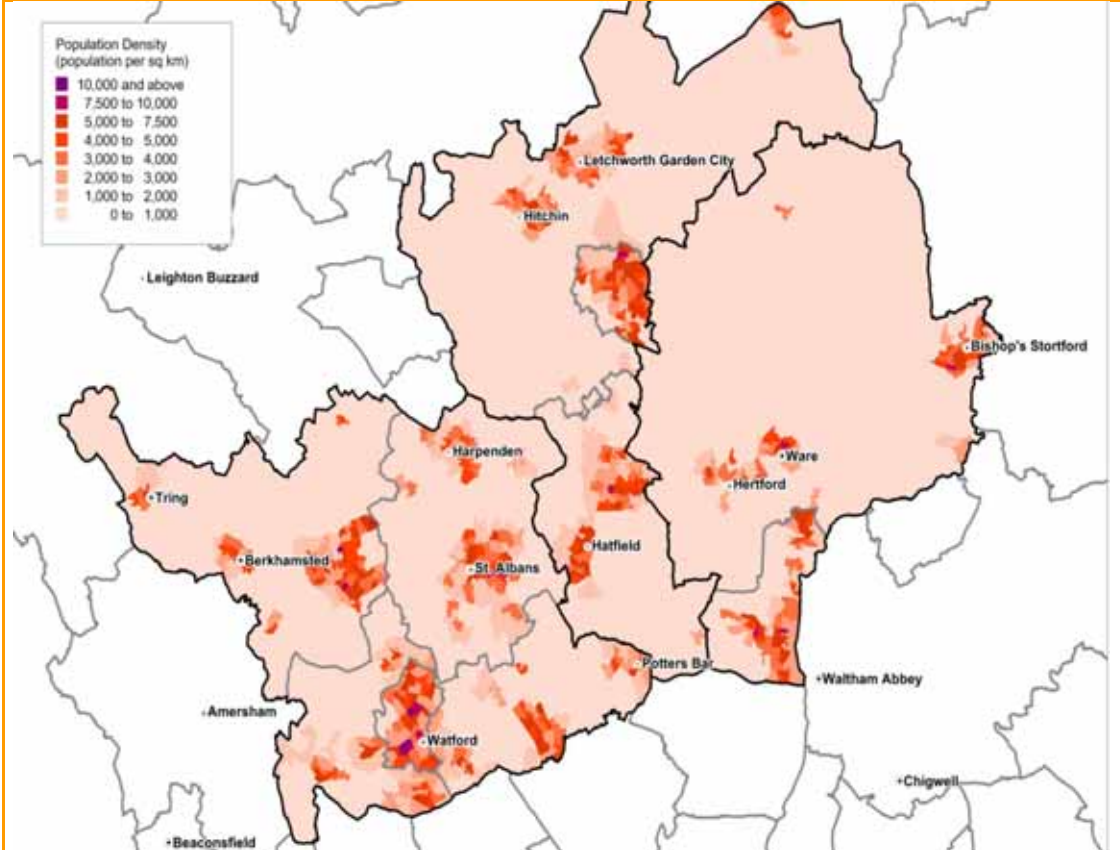 Population Density
(population per sq km)
10,000 and above
7,500 to 10,000
5,000 to 7,500
4,000 to 5,000
3,000 to 4,000
2,000 to 3,000
1,000 to 2,000
0 to 1,000
Letchworth Garden City
Hitchin
Leighton Buzzard
Bishop's Stortford
Harpenden
Ware
Hertford
Tring
Hatfield
Berkhamsted
St. Albans
Potters Bar
Waltham Abbey
Amersham
Watford
Chigwell
Beaconsfield